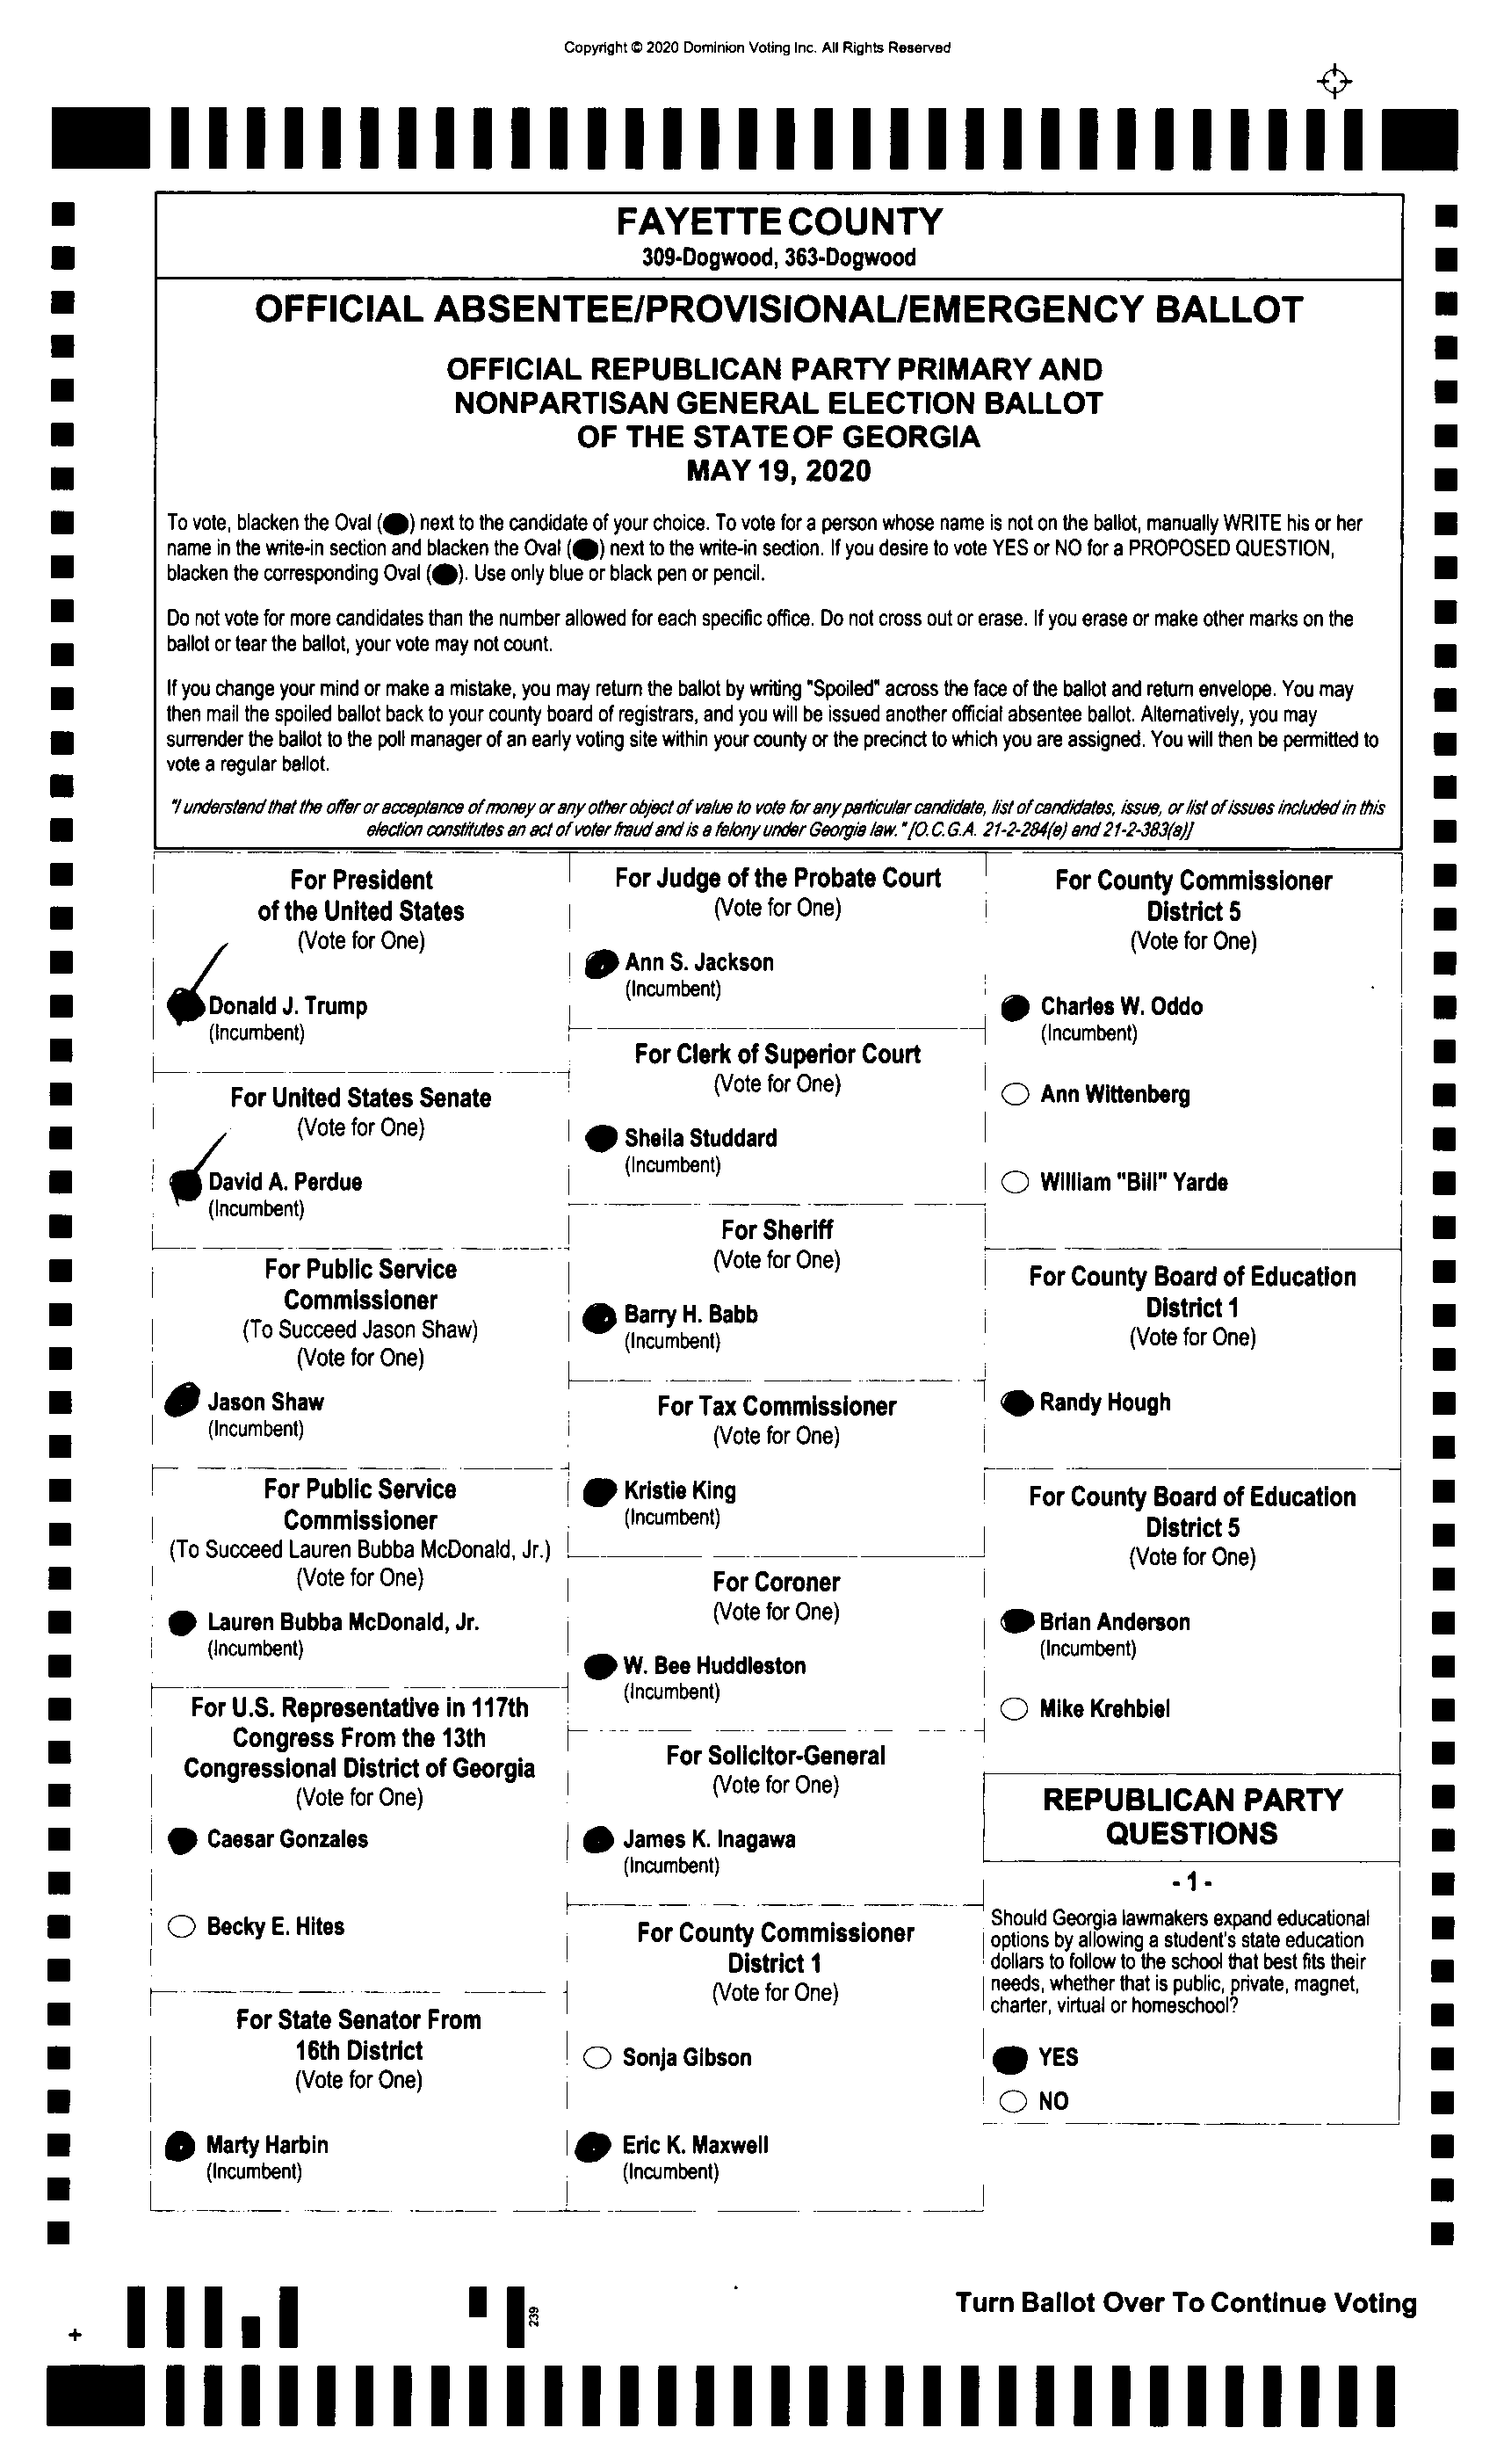 Copyright © 2020 Dominion Voting Inc. All Rights Reserved
FAYETTE COUNTY
309-Dogwood, 363-Dogwood
OFFICIAL ABSENTEE/PROVISIONAL/EMERGENCY BALLOT
OFFICIAL REPUBLICAN PARTY PRIMARY AND
NONPARTISAN GENERAL ELECTION BALLOT
OF THE STATE OF GEORGIA
MAY 19, 2020
To vote, blacken the Oval ( ) next to the candidate of your choice. To vote for a person whose name is not on the ballot, manually WRITE his or her
name in the write-in section and blacken the Oval ( ) next to the write-in section. If you desire to vote YES or NO for a PROPOSED QUESTION,
blacken the corresponding Oval ( ). Use only blue or black pen or pencil.
Do not vote for more candidates than the number allowed for each specific office. Do not cross out or erase. If you erase or make other marks on the
ballot or tear the ballot, your vote may not count.
If you change your mind or make a mistake, you may return the ballot by writing "Spoiled" across the face of the ballot and return envelope. You may
then mail the spoiled ballot back to your county board of registrars, and you will be issued another official absentee ballot. Alternatively, you may
surrender the ballot to the poll manager of an early voting site within your county or the precinct to which you are assigned. You will then be permitted to
vote a regular ballot.
"I understand that the offer or acceptance of money or any other object of value to vote for any particular candidate, list of candidates, issue, or list of issues included in this
election constitutes an act of voter fraud and is a felony under Georgia law." [O.C.G.A. 21-2-284(e) and 21-2-383(a)]
For President
of the United States
(Vote for One)
Donald J. Trump
(Incumbent)
For United States Senate
(Vote for One)
David A. Perdue
(Incumbent)
For Public Service
Commissioner
(To Succeed Jason Shaw)
(Vote for One)
Jason Shaw
(Incumbent)
For Public Service
Commissioner
(To Succeed Lauren Bubba McDonald, Jr.)
(Vote for One)
Lauren Bubba McDonald, Jr.
(Incumbent)
For U.S. Representative in 117th
Congress From the 13th
Congressional District of Georgia
(Vote for One)
Caesar Gonzales
Becky E. Hites
For State Senator From
16th District
(Vote for One)
Marty Harbin
(Incumbent)
For Judge of the Probate Court
(Vote for One)
Ann S. Jackson
(Incumbent)
For Clerk of Superior Court
(Vote for One)
Sheila Studdard
(Incumbent)
For Sheriff
(Vote for One)
Barry H. Babb
(Incumbent)
For Tax Commissioner
(Vote for One)
Kristie King
(Incumbent)
For Coroner
(Vote for One)
W. Bee Huddleston
(Incumbent)
For Solicitor-General
(Vote for One)
James K. Inagawa
(Incumbent)
For County Commissioner
District 1
(Vote for One)
Sonja Gibson
Eric K. Maxwell
(Incumbent)
For County Commissioner
District 5
(Vote for One)
Charles W. Oddo
(Incumbent)
Ann Wittenberg
William "Bill" Yarde
For County Board of Education
District 1
(Vote for One)
Randy Hough
For County Board of Education
District 5
(Vote for One)
Brian Anderson
(Incumbent)
Mike Krehbiel
REPUBLICAN PARTY
QUESTIONS
- 1 -
Should Georgia lawmakers expand educational
options by allowing a student's state education
dollars to follow to the school that best fits their
needs, whether that is public, private, magnet,
charter, virtual or homeschool?
YES
NO
239
Turn Ballot Over To Continue Voting